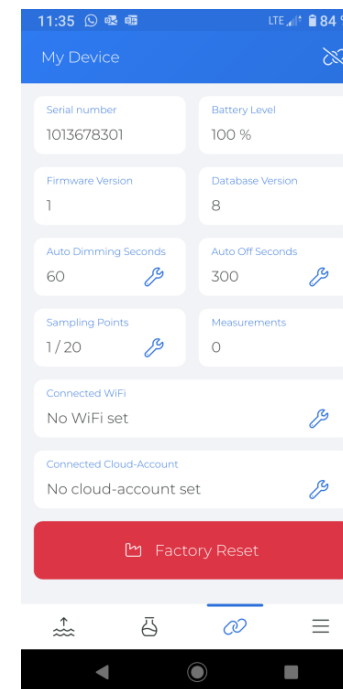 11:35 LTE 84 %
My Device
Serial number
1013678301
Battery Level
100 %
Firmware Version
1
Database Version
8
Auto Dimming Seconds
60
Auto Off Seconds
300
Sampling Points
1 / 20
Measurements
0
Connected WiFi
No WiFi set
Connected Cloud-Account
No cloud-account set
Factory Reset